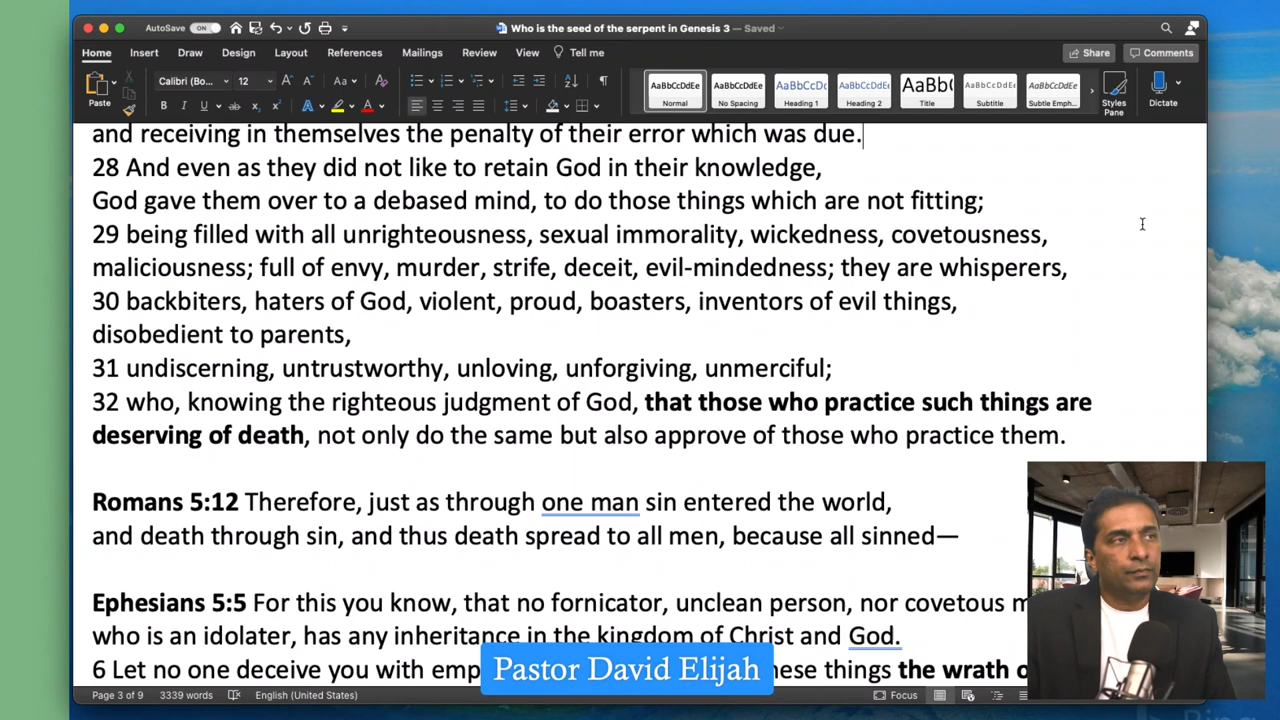 AutoSave ON Who is the seed of the serpent in Genesis 3 — Saved
Home Insert Draw Design Layout References Mailings Review View Tell me Share Comments
Paste Calibri (Bo... 12 A A Aa A
B I U ab x₂ x² A A
AaBbCcDdEe AaBbCcDdEe AaBbCcDc AaBbCcDdEe AaBb( AaBbCcDdEe AaBbCcDdEe
Normal No Spacing Heading 1 Heading 2 Title Subtitle Subtle Emph... Styles Pane Dictate
and receiving in themselves the penalty of their error which was due.
28 And even as they did not like to retain God in their knowledge,
God gave them over to a debased mind, to do those things which are not fitting;
29 being filled with all unrighteousness, sexual immorality, wickedness, covetousness,
maliciousness; full of envy, murder, strife, deceit, evil-mindedness; they are whisperers,
30 backbiters, haters of God, violent, proud, boasters, inventors of evil things,
disobedient to parents,
31 undiscerning, untrustworthy, unloving, unforgiving, unmerciful;
32 who, knowing the righteous judgment of God, that those who practice such things are
deserving of death, not only do the same but also approve of those who practice them.
Romans 5:12 Therefore, just as through one man sin entered the world,
and death through sin, and thus death spread to all men, because all sinned—
Ephesians 5:5 For this you know, that no fornicator, unclean person, nor covetous
who is an idolater, has any inheritance in the kingdom of Christ and God.
6 Let no one deceive you with these things the wrath
Pastor David Elijah
Page 3 of 9 3339 words English (United States) Focus